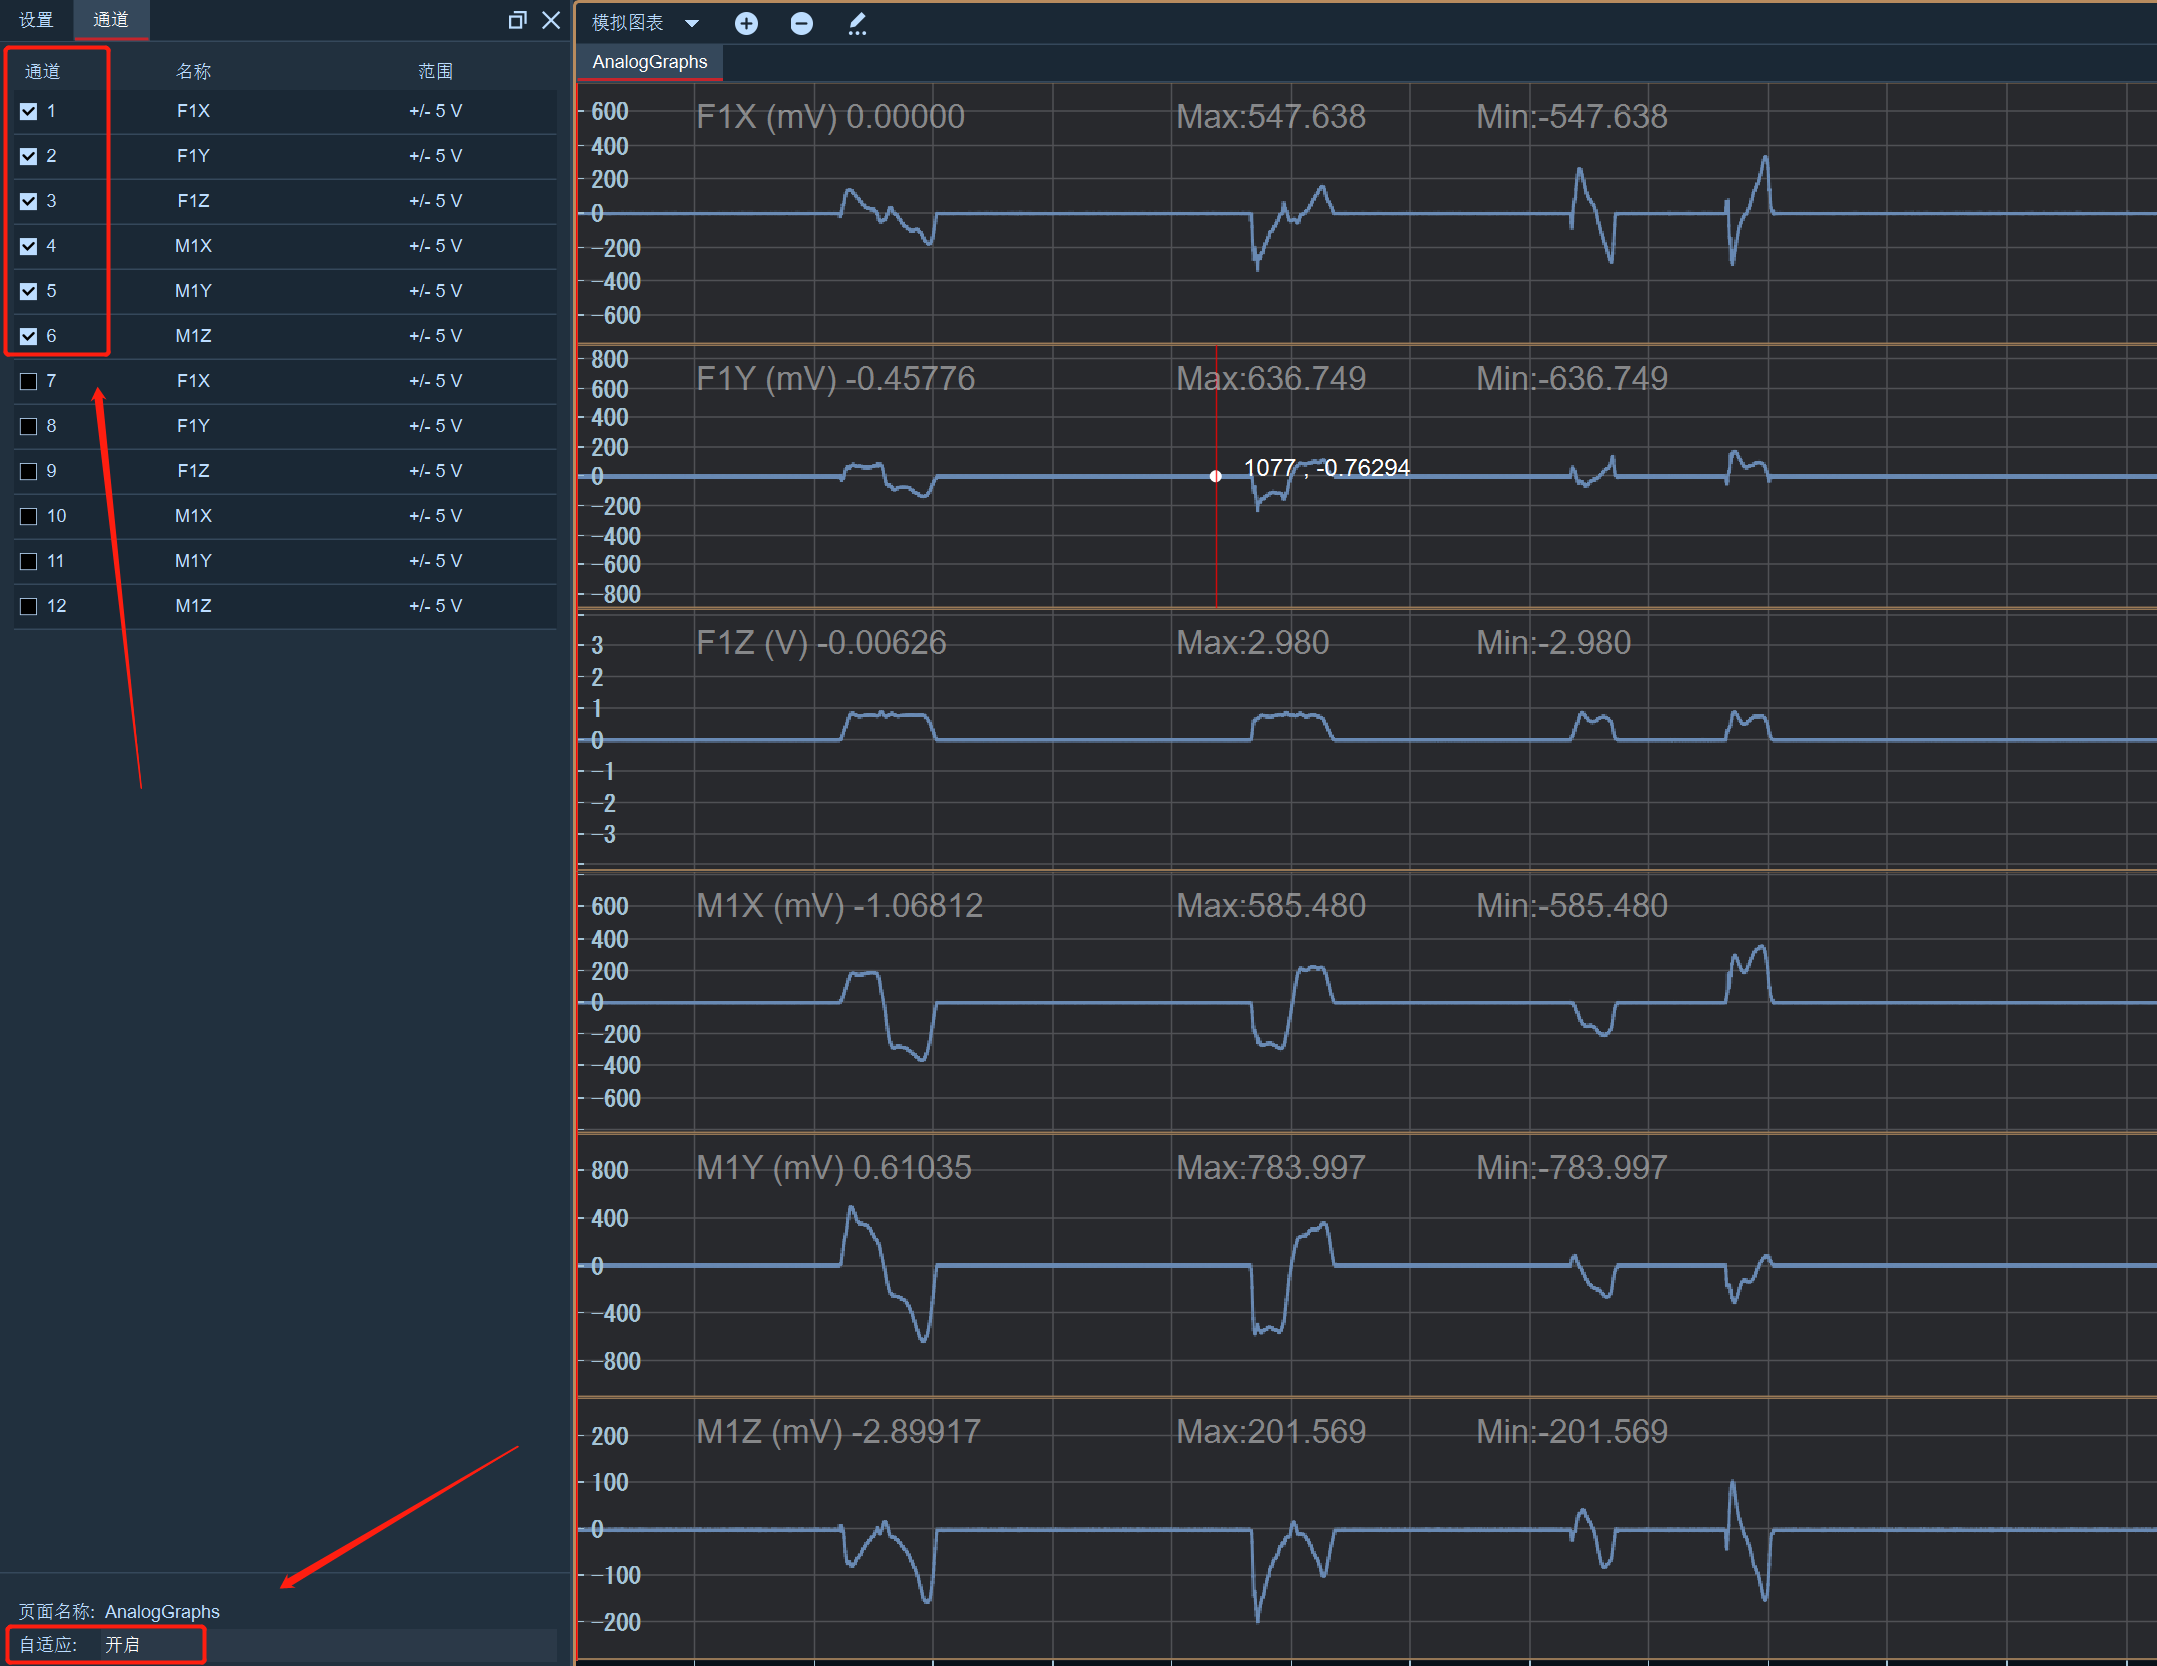 设置 通道
通道 名称 范围
1 F1X +/- 5 V
2 F1Y +/- 5 V
3 F1Z +/- 5 V
4 M1X +/- 5 V
5 M1Y +/- 5 V
6 M1Z +/- 5 V
7 F1X +/- 5 V
8 F1Y +/- 5 V
9 F1Z +/- 5 V
10 M1X +/- 5 V
11 M1Y +/- 5 V
12 M1Z +/- 5 V
页面名称: AnalogGraphs
自适应: 开启
模拟图表
AnalogGraphs
F1X (mV) 0.00000 Max:547.638 Min:-547.638
600
400
200
0
-200
-400
-600
F1Y (mV) -0.45776 Max:636.749 Min:-636.749
800
600
400
200
0
-200
-400
-600
-800
1077 , -0.76294
F1Z (V) -0.00626 Max:2.980 Min:-2.980
3
2
1
0
-1
-2
-3
M1X (mV) -1.06812 Max:585.480 Min:-585.480
600
400
200
0
-200
-400
-600
M1Y (mV) 0.61035 Max:783.997 Min:-783.997
800
400
0
-400
-800
M1Z (mV) -2.89917 Max:201.569 Min:-201.569
200
100
0
-100
-200